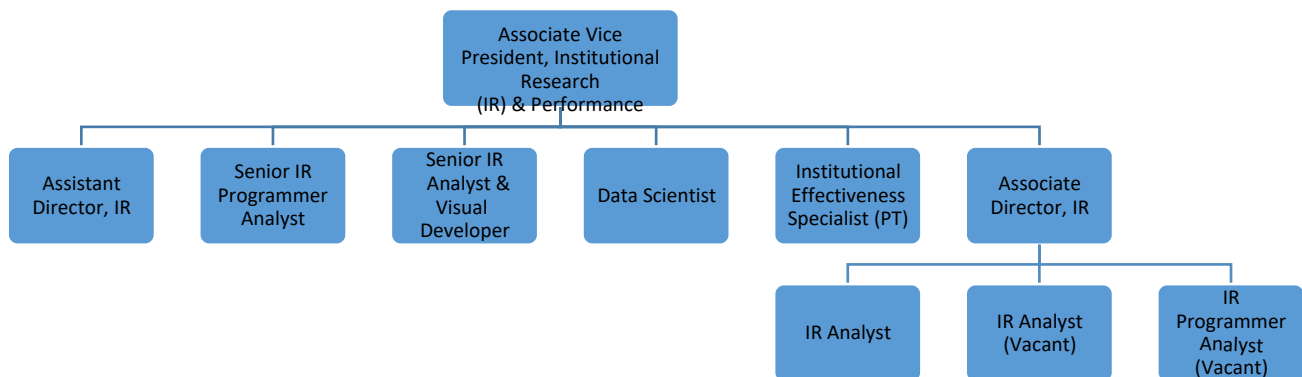 Associate Vice
President, Institutional
Research
(IR) & Performance
Assistant
Director, IR
Senior IR
Programmer
Analyst
Senior IR
Analyst &
Visual
Developer
Data Scientist
Institutional
Effectiveness
Specialist (PT)
Associate
Director, IR
IR Analyst
IR Analyst
(Vacant)
IR
Programmer
Analyst
(Vacant)